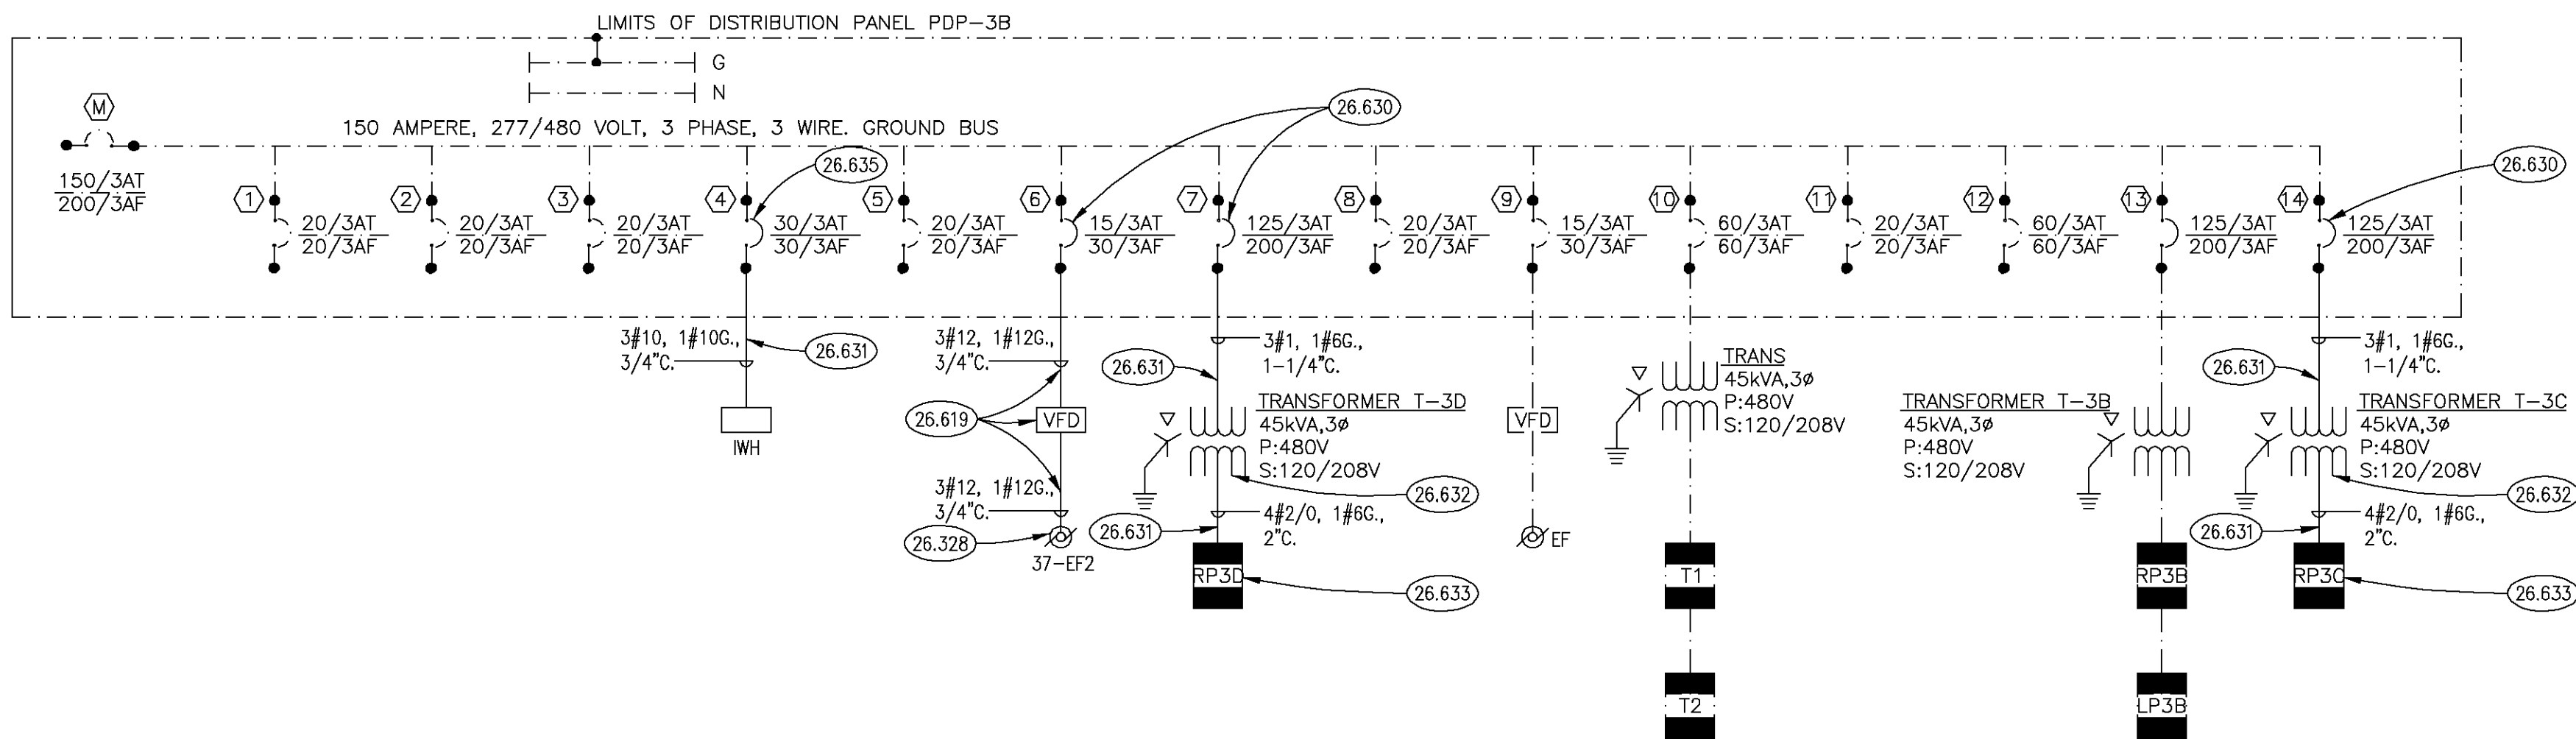 LIMITS OF DISTRIBUTION PANEL PDP-3B
G
N
M
150 AMPERE, 277/480 VOLT, 3 PHASE, 3 WIRE. GROUND BUS
26.630
26.635
26.630
150/3AT
200/3AF
1
20/3AT
20/3AF
2
20/3AT
20/3AF
3
20/3AT
20/3AF
4
30/3AT
30/3AF
5
20/3AT
20/3AF
6
15/3AT
30/3AF
7
125/3AT
200/3AF
8
20/3AT
20/3AF
9
15/3AT
30/3AF
10
60/3AT
60/3AF
11
20/3AT
20/3AF
12
60/3AT
60/3AF
13
125/3AT
200/3AF
14
125/3AT
200/3AF
3#10, 1#10G.,
3/4"C.
26.631
IWH
3#12, 1#12G.,
3/4"C.
26.619
VFD
3#12, 1#12G.,
3/4"C.
26.328
37-EF2
3#1, 1#6G.,
1-1/4"C.
26.631
TRANSFORMER T-3D
45kVA,3ø
P:480V
S:120/208V
26.632
4#2/0, 1#6G.,
2"C.
26.631
RP3D
26.633
VFD
EF
TRANS
45kVA,3ø
P:480V
S:120/208V
T1
T2
TRANSFORMER T-3B
45kVA,3ø
P:480V
S:120/208V
RP3B
LP3B
3#1, 1#6G.,
1-1/4"C.
26.631
TRANSFORMER T-3C
45kVA,3ø
P:480V
S:120/208V
26.632
4#2/0, 1#6G.,
2"C.
26.631
RP3C
26.633